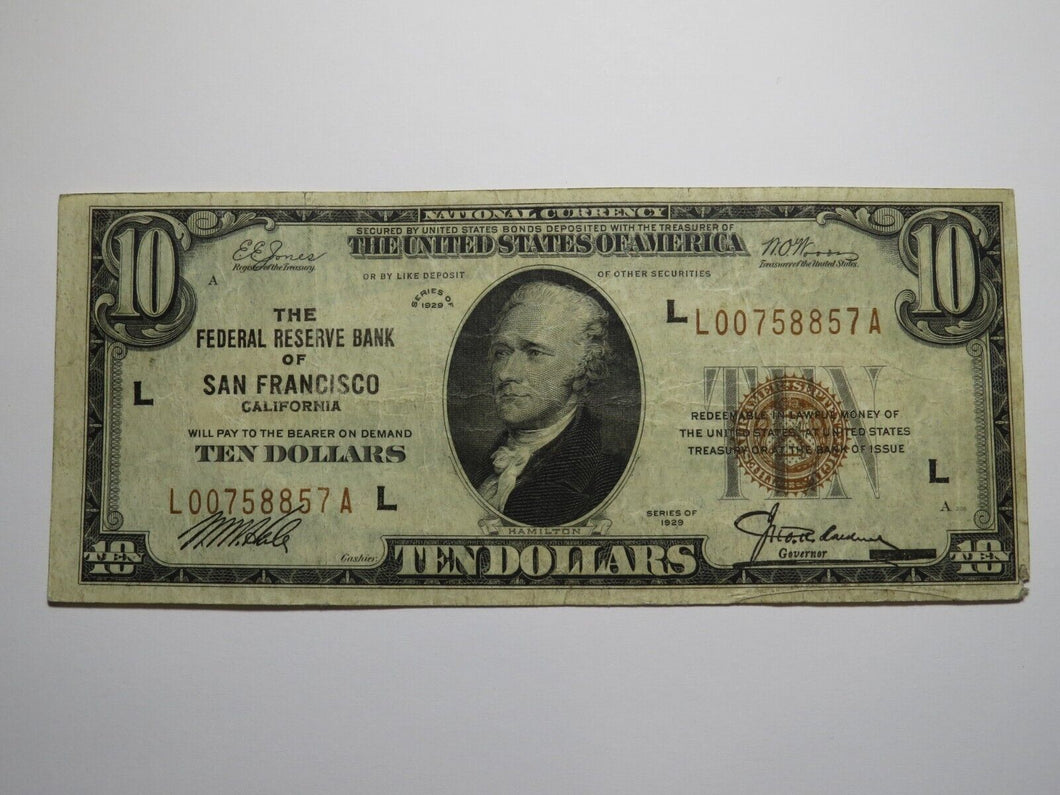 NATIONAL CURRENCY
SECURED BY UNITED STATES BONDS DEPOSITED WITH THE TREASURER OF
THE UNITED STATES OF AMERICA
OR BY LIKE DEPOSIT OF OTHER SECURITIES
10
10
E.E. Jones
Register of the Treasury.
W.O. Woods
Treasurer of the United States.
A
SERIES OF
1929
THE
FEDERAL RESERVE BANK
OF
SAN FRANCISCO
CALIFORNIA
L
WILL PAY TO THE BEARER ON DEMAND
TEN DOLLARS
L00758857A L
Cashier
L L00758857A
TEN
REDEEMABLE IN LAWFUL MONEY OF
THE UNITED STATES AT UNITED STATES
TREASURY OR AT THE BANK OF ISSUE
L
A
SERIES OF
1929
Governor
HAMILTON
10
TEN
TEN DOLLARS
10
TEN